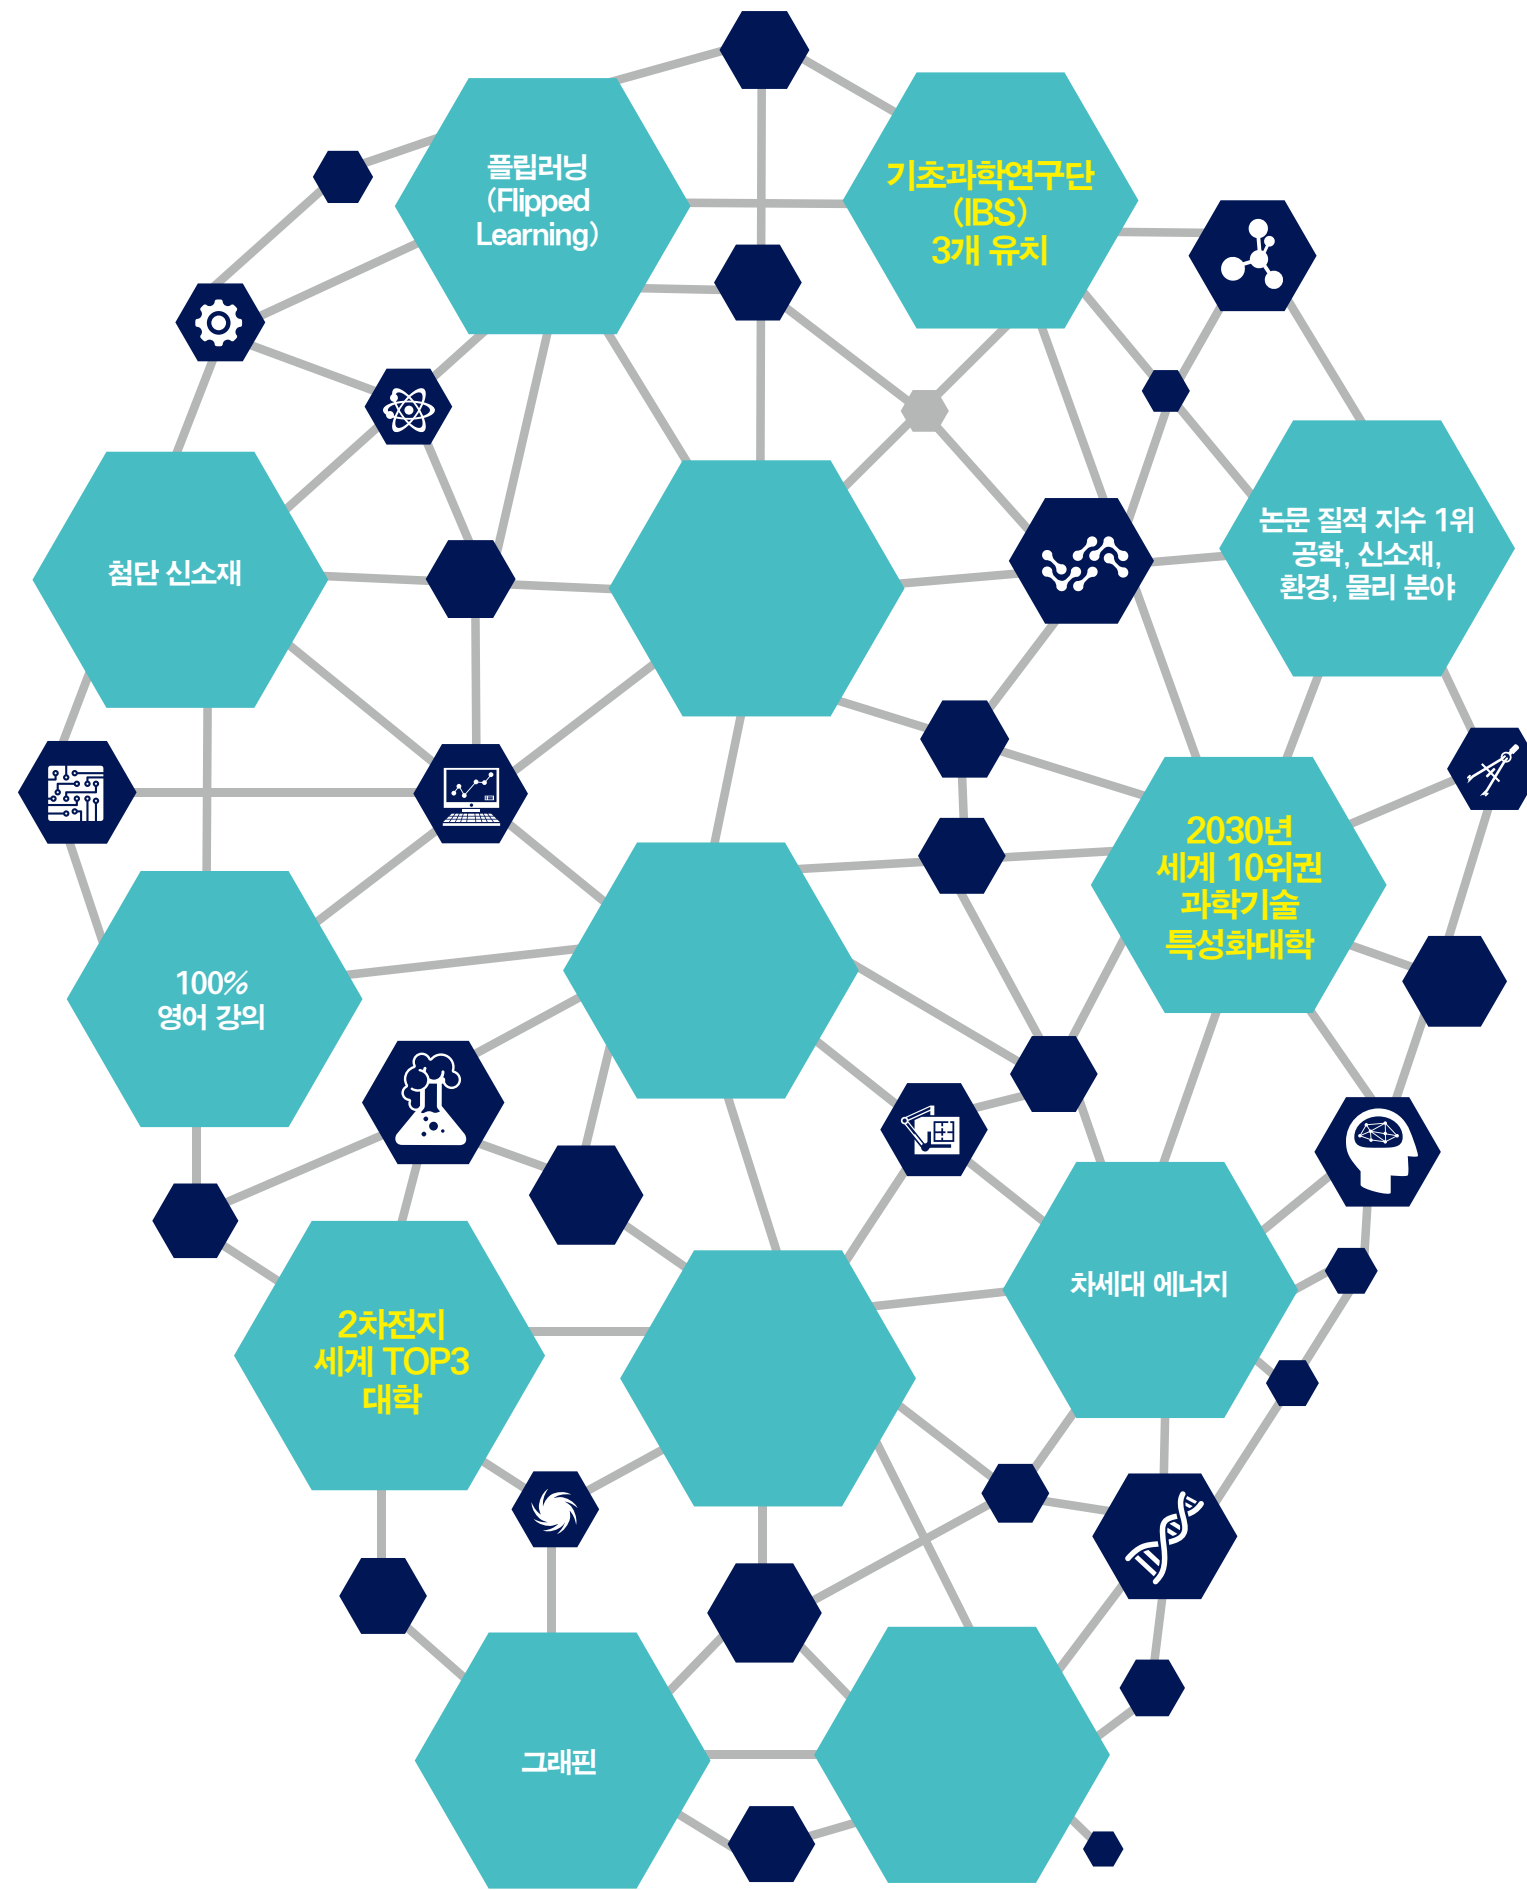 플립러닝
(Flipped
Learning)
기초과학연구단
(IBS)
3개 유치
첨단 신소재
논문 질적 지수 1위
공학, 신소재,
환경, 물리 분야
2030년
세계 10위권
과학기술
특성화대학
100%
영어 강의
차세대 에너지
2차전지
세계 TOP3
대학
그래핀